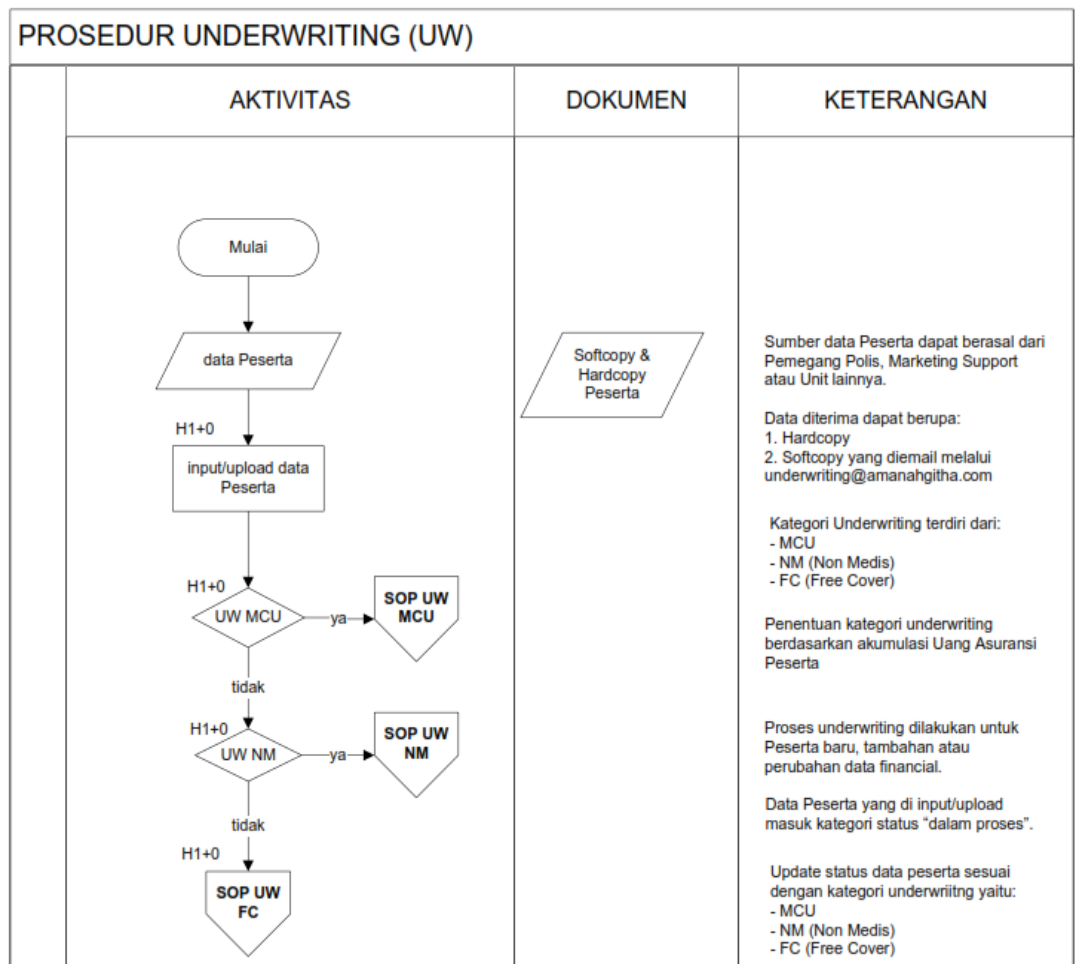 PROSEDUR UNDERWRITING (UW)
AKTIVITAS
DOKUMEN
KETERANGAN
Mulai
data Peserta
H1+0
input/upload data
Peserta
H1+0
UW MCU
ya
SOP UW
MCU
tidak
H1+0
UW NM
ya
SOP UW
NM
tidak
H1+0
SOP UW
FC
Softcopy &
Hardcopy
Peserta
Sumber data Peserta dapat berasal dari
Pemegang Polis, Marketing Support
atau Unit lainnya.
Data diterima dapat berupa:
1. Hardcopy
2. Softcopy yang diemail melalui
underwriting@amanahgitha.com
Kategori Underwriting terdiri dari:
- MCU
- NM (Non Medis)
- FC (Free Cover)
Penentuan kategori underwriting
berdasarkan akumulasi Uang Asuransi
Peserta
Proses underwriting dilakukan untuk
Peserta baru, tambahan atau
perubahan data financial.
Data Peserta yang di input/upload
masuk kategori status “dalam proses”.
Update status data peserta sesuai
dengan kategori underwriitng yaitu:
- MCU
- NM (Non Medis)
- FC (Free Cover)